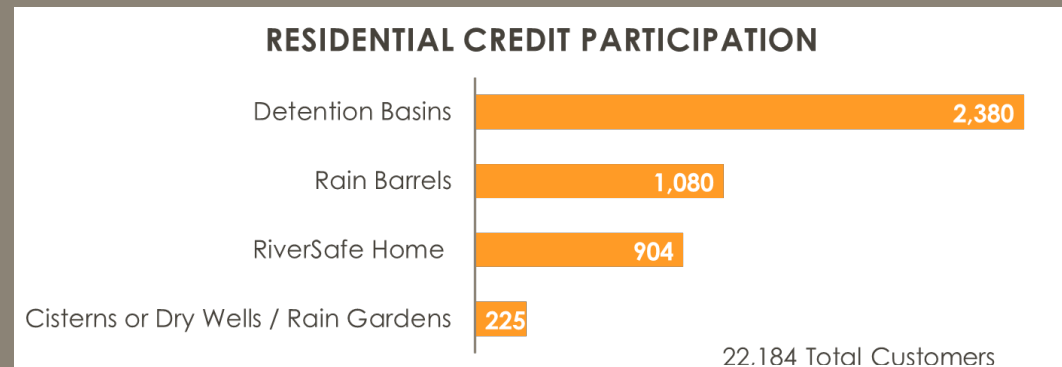 RESIDENTIAL CREDIT PARTICIPATION
Detention Basins 2,380
Rain Barrels 1,080
RiverSafe Home 904
Cisterns or Dry Wells / Rain Gardens 225
22,184 Total Customers